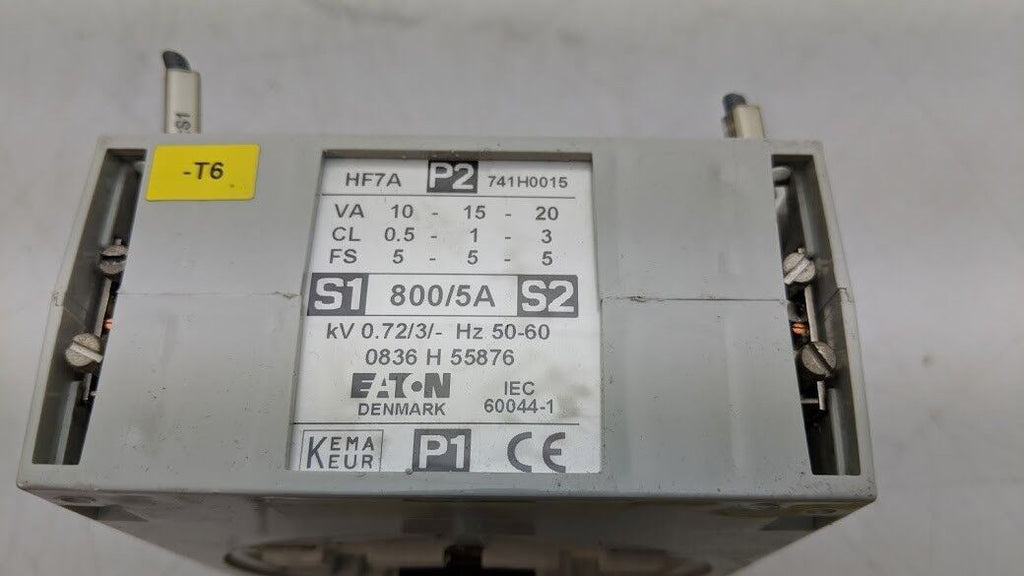 S1
-T6
HF7A P2 741H0015
VA 10 - 15 - 20
CL 0.5 - 1 - 3
FS 5 - 5 - 5
S1 800/5A S2
kV 0.72/3/- Hz 50-60
0836 H 55876
EATON IEC
DENMARK 60044-1
KEMA
KEUR P1 CE